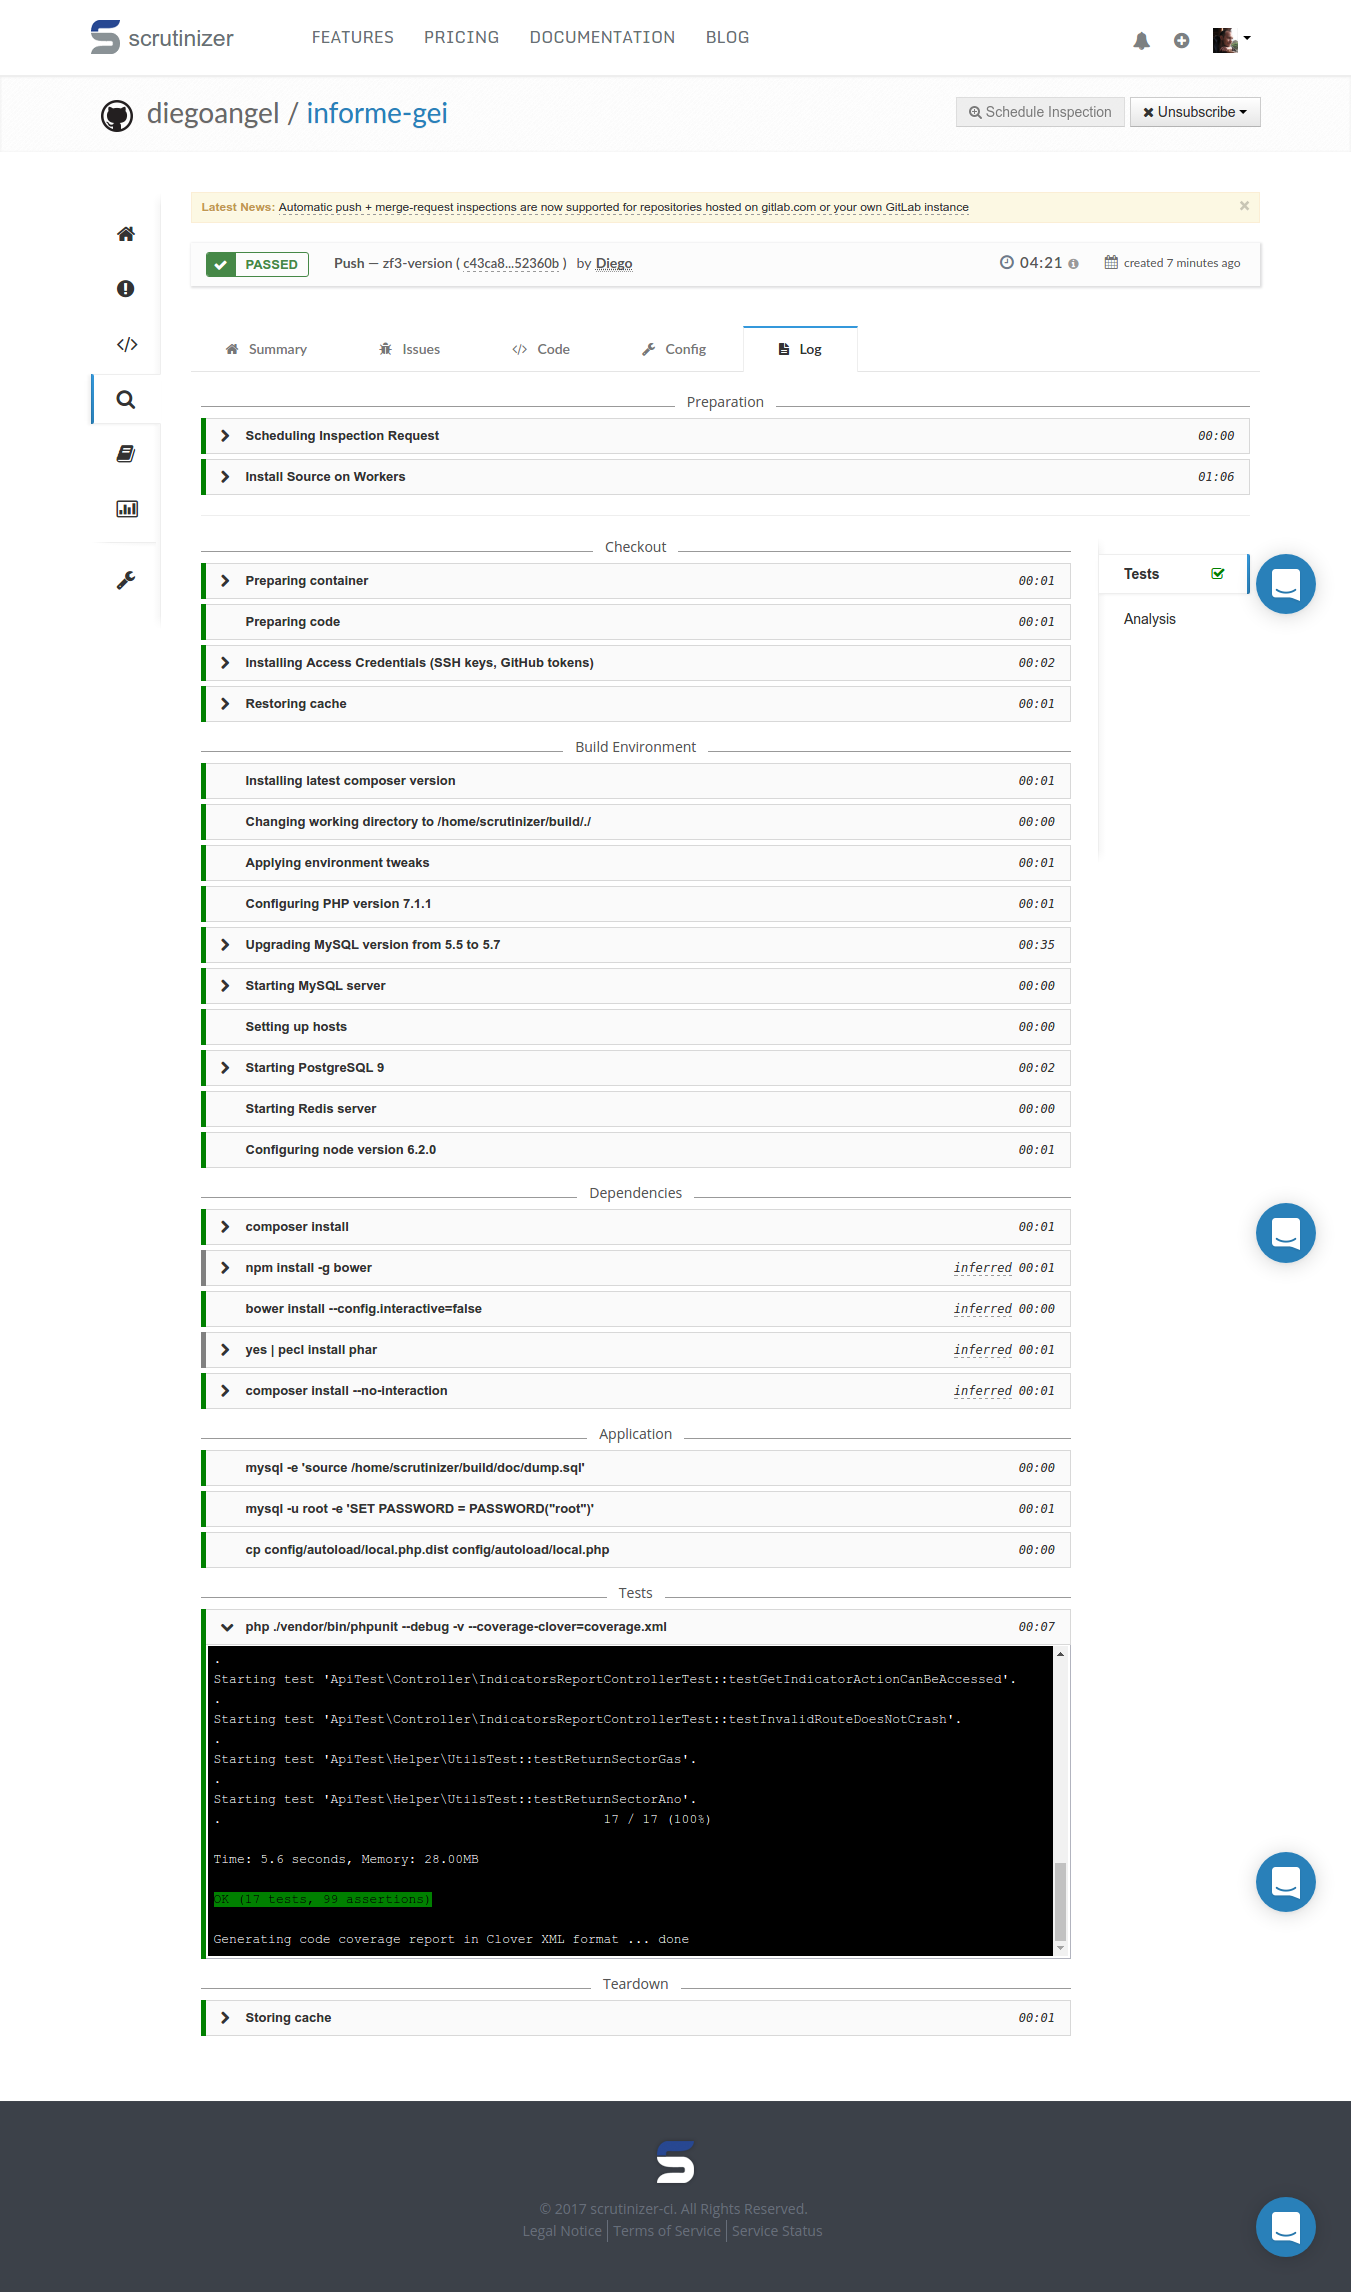 scrutinizer
FEATURES PRICING DOCUMENTATION BLOG
diegoangel / informe-gei
Schedule Inspection Unsubscribe
Latest News: Automatic push + merge-request inspections are now supported for repositories hosted on gitlab.com or your own GitLab instance ×
PASSED Push — zf3-version ( c43ca8...52360b ) by Diego 04:21 created 7 minutes ago
Summary Issues Code Config Log
Preparation
Scheduling Inspection Request 00:00
Install Source on Workers 01:06
Checkout
Preparing container 00:01
Preparing code 00:01
Installing Access Credentials (SSH keys, GitHub tokens) 00:02
Restoring cache 00:01
Tests
Analysis
Build Environment
Installing latest composer version 00:01
Changing working directory to /home/scrutinizer/build/./ 00:00
Applying environment tweaks 00:01
Configuring PHP version 7.1.1 00:01
Upgrading MySQL version from 5.5 to 5.7 00:35
Starting MySQL server 00:00
Setting up hosts 00:00
Starting PostgreSQL 9 00:02
Starting Redis server 00:00
Configuring node version 6.2.0 00:01
Dependencies
composer install 00:01
npm install -g bower inferred 00:01
bower install --config.interactive=false inferred 00:00
yes | pecl install phar inferred 00:01
composer install --no-interaction inferred 00:01
Application
mysql -e 'source /home/scrutinizer/build/doc/dump.sql' 00:00
mysql -u root -e 'SET PASSWORD = PASSWORD("root")' 00:01
cp config/autoload/local.php.dist config/autoload/local.php 00:00
Tests
php ./vendor/bin/phpunit --debug -v --coverage-clover=coverage.xml 00:07
.
Starting test 'ApiTest\Controller\IndicatorsReportControllerTest::testGetIndicatorActionCanBeAccessed'.
.
Starting test 'ApiTest\Controller\IndicatorsReportControllerTest::testInvalidRouteDoesNotCrash'.
.
Starting test 'ApiTest\Helper\UtilsTest::testReturnSectorGas'.
.
Starting test 'ApiTest\Helper\UtilsTest::testReturnSectorAno'.
. 17 / 17 (100%)
Time: 5.6 seconds, Memory: 28.00MB
OK (17 tests, 99 assertions)
Generating code coverage report in Clover XML format ... done
Teardown
Storing cache 00:01
© 2017 scrutinizer-ci. All Rights Reserved.
Legal Notice | Terms of Service | Service Status